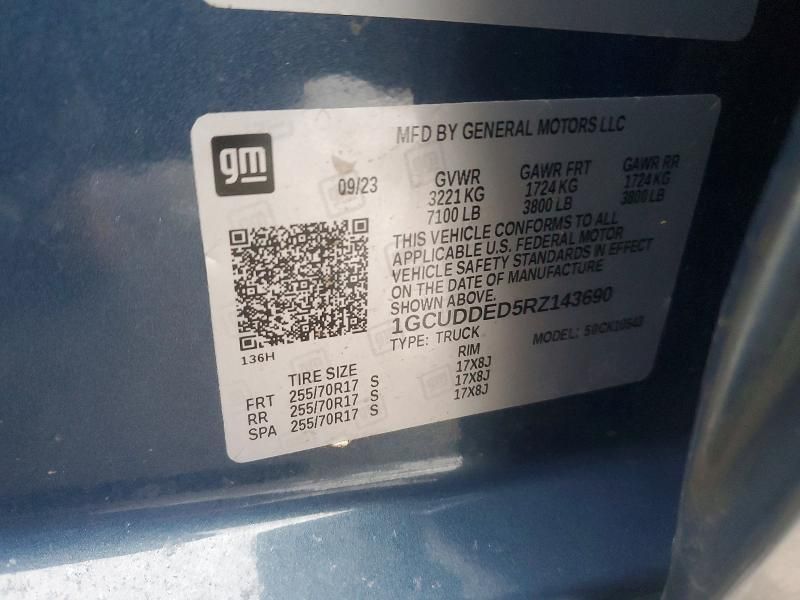 gm
MFD BY GENERAL MOTORS LLC
09/23
GVWR GAWR FRT GAWR RR
3221 KG 1724 KG 1724 KG
7100 LB 3800 LB 3800 LB
THIS VEHICLE CONFORMS TO ALL
APPLICABLE U.S. FEDERAL MOTOR
VEHICLE SAFETY STANDARDS IN EFFECT
ON THE DATE OF MANUFACTURE
SHOWN ABOVE.
1GCUDDED5RZ143690
TYPE: TRUCK MODEL:
136H
TIRE SIZE RIM
FRT 255/70R17 S 17X8J
RR 255/70R17 S 17X8J
SPA 255/70R17 S 17X8J